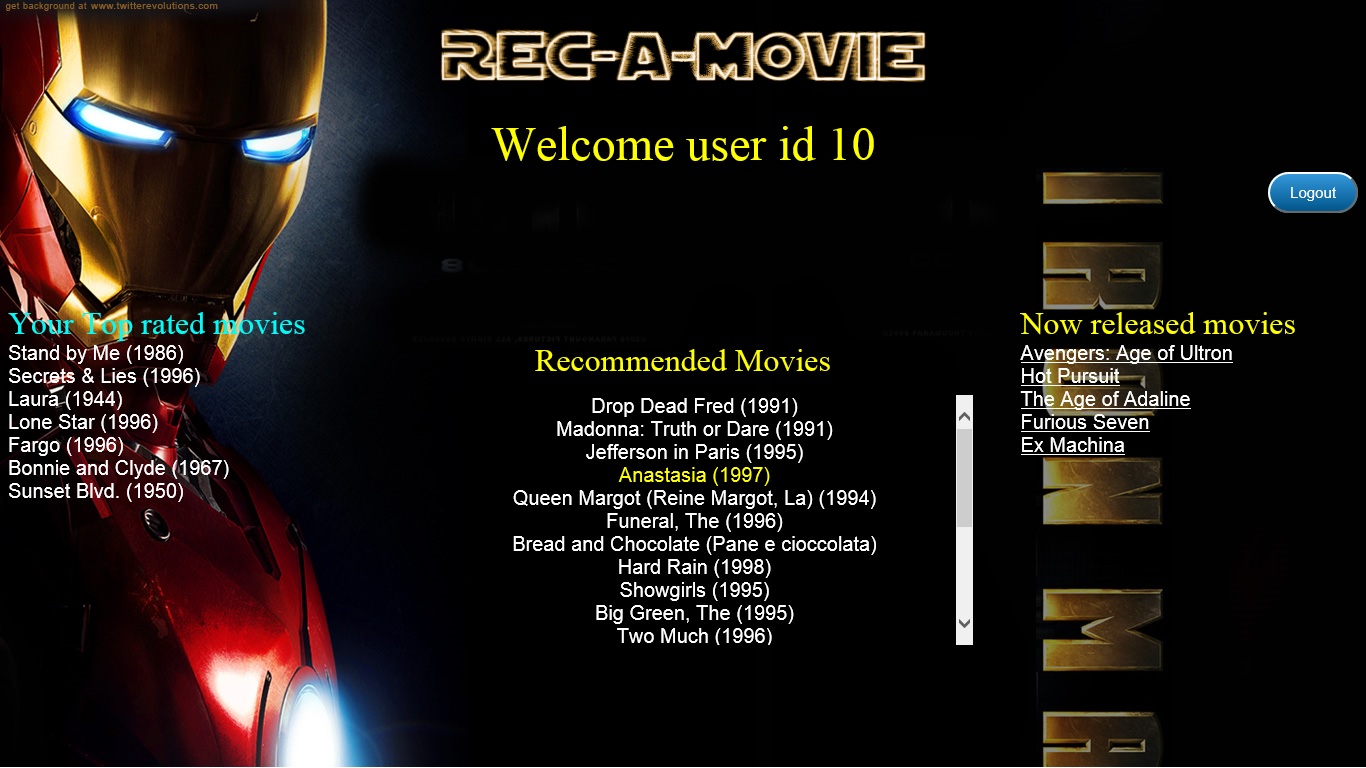 get background at www.twitterevolutions.com
REC-A-MOVIE
Welcome user id 10
Logout
Your Top rated movies
Stand by Me (1986)
Secrets & Lies (1996)
Laura (1944)
Lone Star (1996)
Fargo (1996)
Bonnie and Clyde (1967)
Sunset Blvd. (1950)
Recommended Movies
Drop Dead Fred (1991)
Madonna: Truth or Dare (1991)
Jefferson in Paris (1995)
Anastasia (1997)
Queen Margot (Reine Margot, La) (1994)
Funeral, The (1996)
Bread and Chocolate (Pane e cioccolata)
Hard Rain (1998)
Showgirls (1995)
Big Green, The (1995)
Two Much (1996)
Now released movies
Avengers: Age of Ultron
Hot Pursuit
The Age of Adaline
Furious Seven
Ex Machina
IRON MA